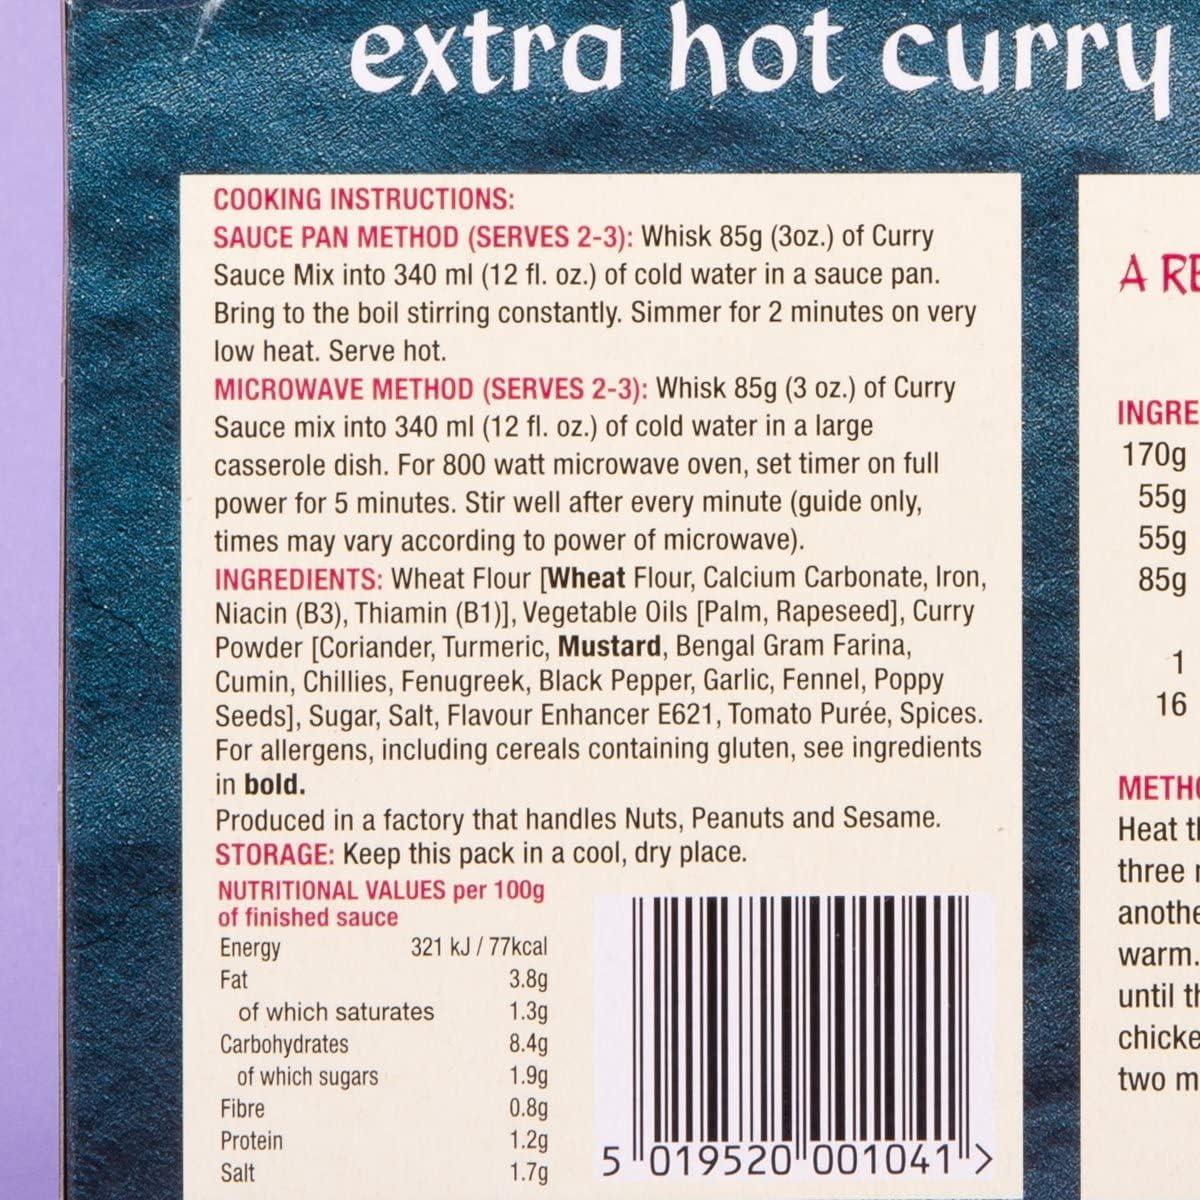 extra hot curry
COOKING INSTRUCTIONS:
SAUCE PAN METHOD (SERVES 2-3): Whisk 85g (3oz.) of Curry
Sauce Mix into 340 ml (12 fl. oz.) of cold water in a sauce pan.
Bring to the boil stirring constantly. Simmer for 2 minutes on very
low heat. Serve hot.
MICROWAVE METHOD (SERVES 2-3): Whisk 85g (3 oz.) of Curry
Sauce mix into 340 ml (12 fl. oz.) of cold water in a large
casserole dish. For 800 watt microwave oven, set timer on full
power for 5 minutes. Stir well after every minute (guide only,
times may vary according to power of microwave).
INGREDIENTS: Wheat Flour [Wheat Flour, Calcium Carbonate, Iron,
Niacin (B3), Thiamin (B1)], Vegetable Oils [Palm, Rapeseed], Curry
Powder [Coriander, Turmeric, Mustard, Bengal Gram Farina,
Cumin, Chillies, Fenugreek, Black Pepper, Garlic, Fennel, Poppy
Seeds], Sugar, Salt, Flavour Enhancer E621, Tomato Purée, Spices.
For allergens, including cereals containing gluten, see ingredients
in bold.
Produced in a factory that handles Nuts, Peanuts and Sesame.
STORAGE: Keep this pack in a cool, dry place.
NUTRITIONAL VALUES per 100g
of finished sauce
Energy 321 kJ / 77kcal
Fat 3.8g
of which saturates 1.3g
Carbohydrates 8.4g
of which sugars 1.9g
Fibre 0.8g
Protein 1.2g
Salt 1.7g
5 019520 001041 >
A RE
INGRE
170g
55g
55g
85g
1
16
METHO
Heat th
three
anothe
warm.
until th
chicke
two m